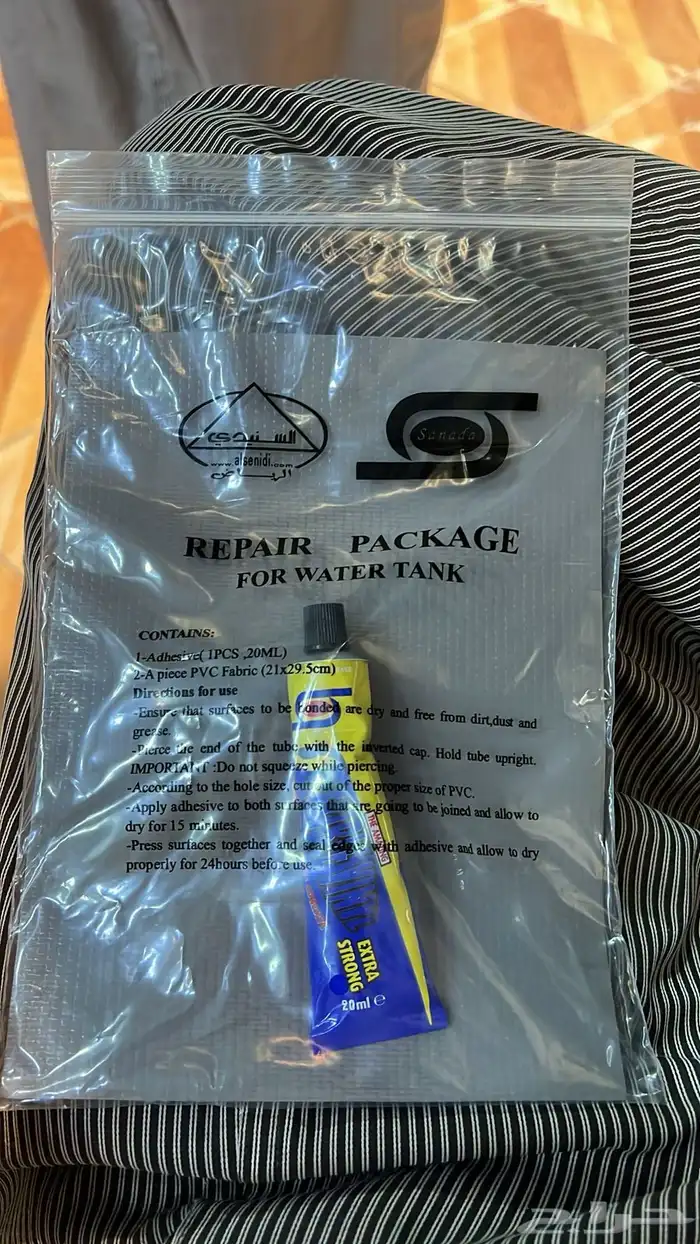 السنيدي
www.alsenidi.com
الرياض
Sanada
REPAIR PACKAGE
FOR WATER TANK
CONTAINS:
1-Adhesive( 1PCS ,20ML)
2-A piece PVC Fabric (21x29.5cm)
Directions for use
-Ensure that surfaces to be bonded are dry and free from dirt,dust and
grease.
-Pierce the end of the tube with the inverted cap. Hold tube upright.
IMPORTANT :Do not squeeze while piercing.
-According to the hole size, cut out of the proper size of PVC.
-Apply adhesive to both surfaces that are going to be joined and allow to
dry for 15 minutes.
-Press surfaces together and seal edges with adhesive and allow to dry
properly for 24hours before use.
THE AMAZING
EXTRA
STRONG
20ml e
حراج